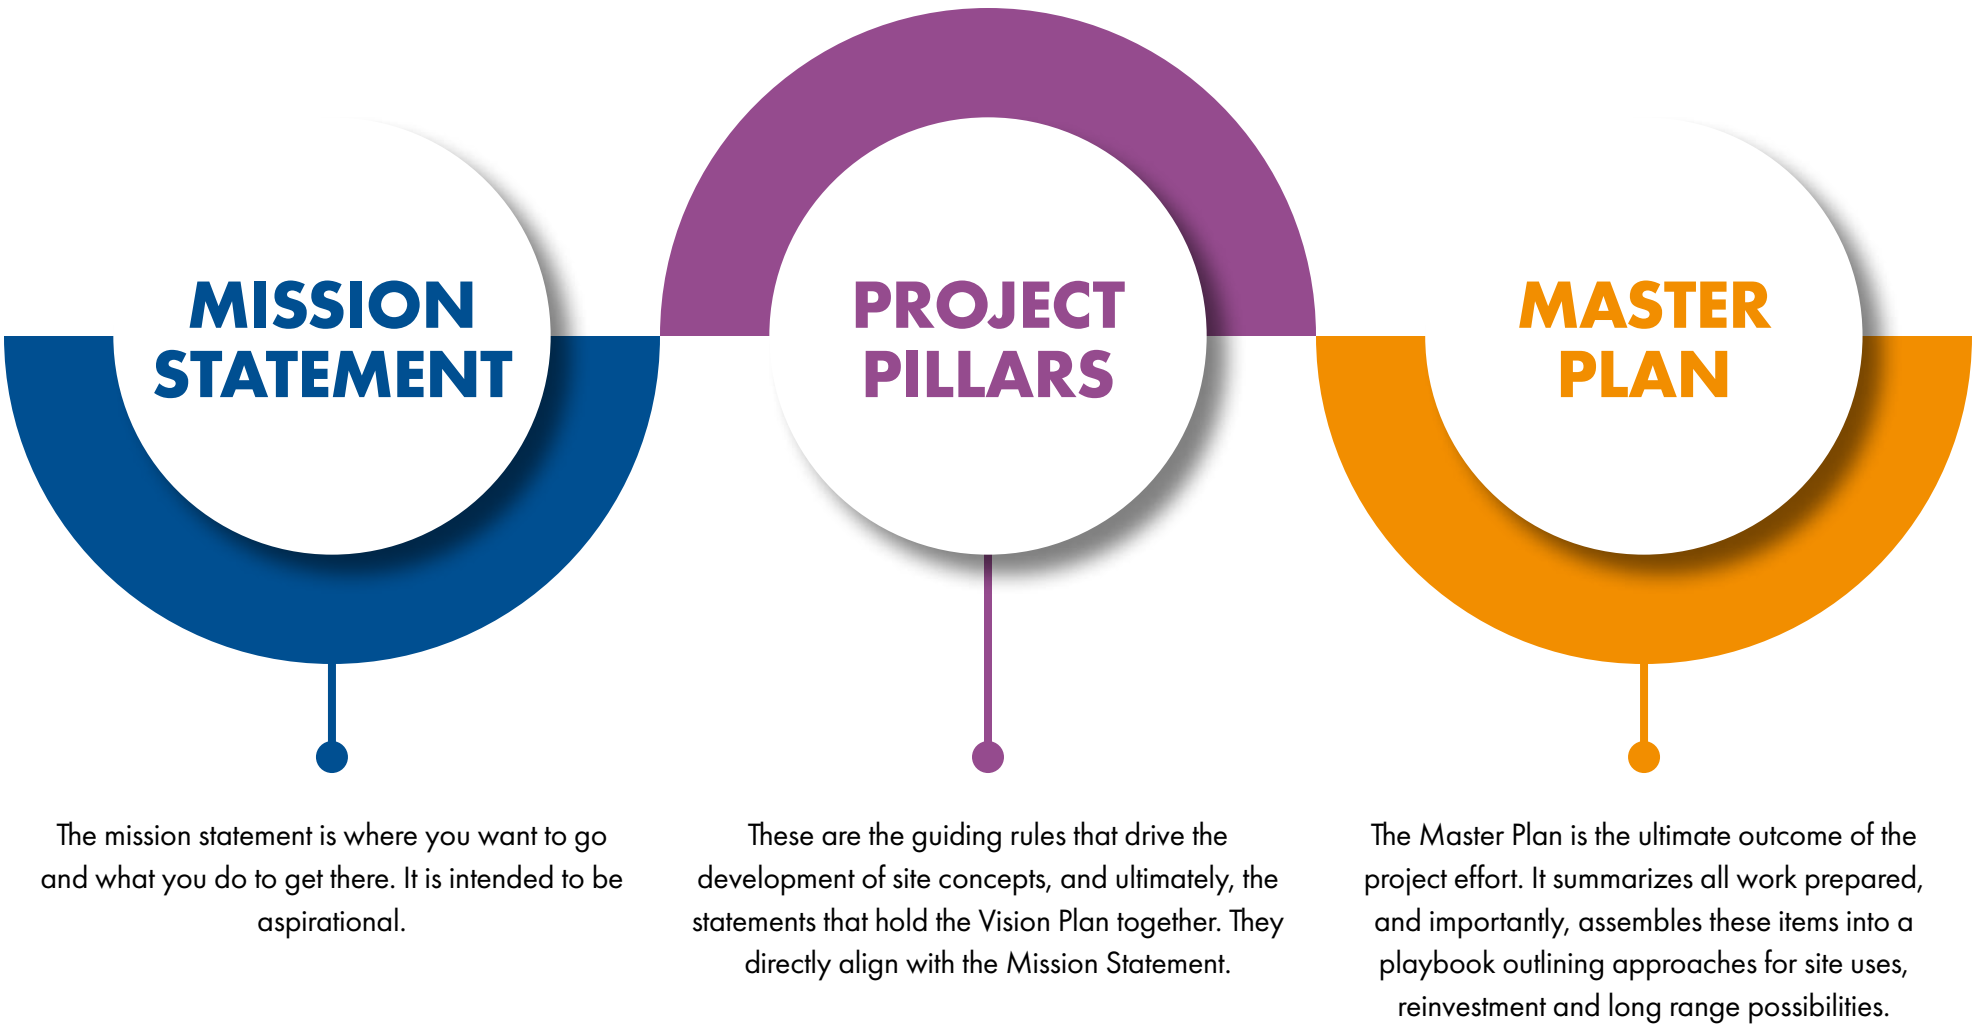 MISSION
STATEMENT
PROJECT
PILLARS
MASTER
PLAN
The mission statement is where you want to go
and what you do to get there. It is intended to be
aspirational.
These are the guiding rules that drive the
development of site concepts, and ultimately, the
statements that hold the Vision Plan together. They
directly align with the Mission Statement.
The Master Plan is the ultimate outcome of the
project effort. It summarizes all work prepared,
and importantly, assembles these items into a
playbook outlining approaches for site uses,
reinvestment and long range possibilities.